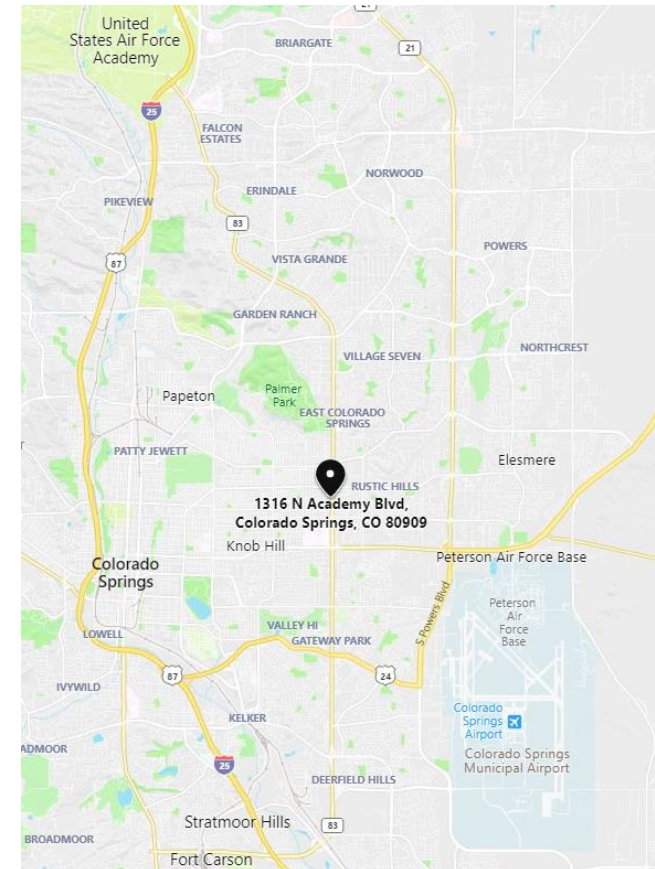 United
States Air Force
Academy
BRIARGATE
21
21
25
FALCON
ESTATES
NORWOOD
ERINDALE
PIKEVIEW
83
POWERS
87
VISTA GRANDE
GARDEN RANCH
NORTHCREST
VILLAGE SEVEN
Palmer
Park
Papeton
EAST COLORADO
SPRINGS
PATTY JEWETT
Elesmere
RUSTIC HILLS
1316 N Academy Blvd,
Colorado Springs, CO 80909
Knob Hill
Peterson Air Force Base
Colorado
Springs
S Powers Blvd
Peterson
Air
Force
Base
VALLEY HI
LOWELL
GATEWAY PARK
87
24
IVYWILD
Colorado
Springs
Airport
KELKER
ADMOOR
Colorado Springs
Municipal Airport
25
DEERFIELD HILLS
Stratmoor Hills
83
BROADMOOR
Fort Carson